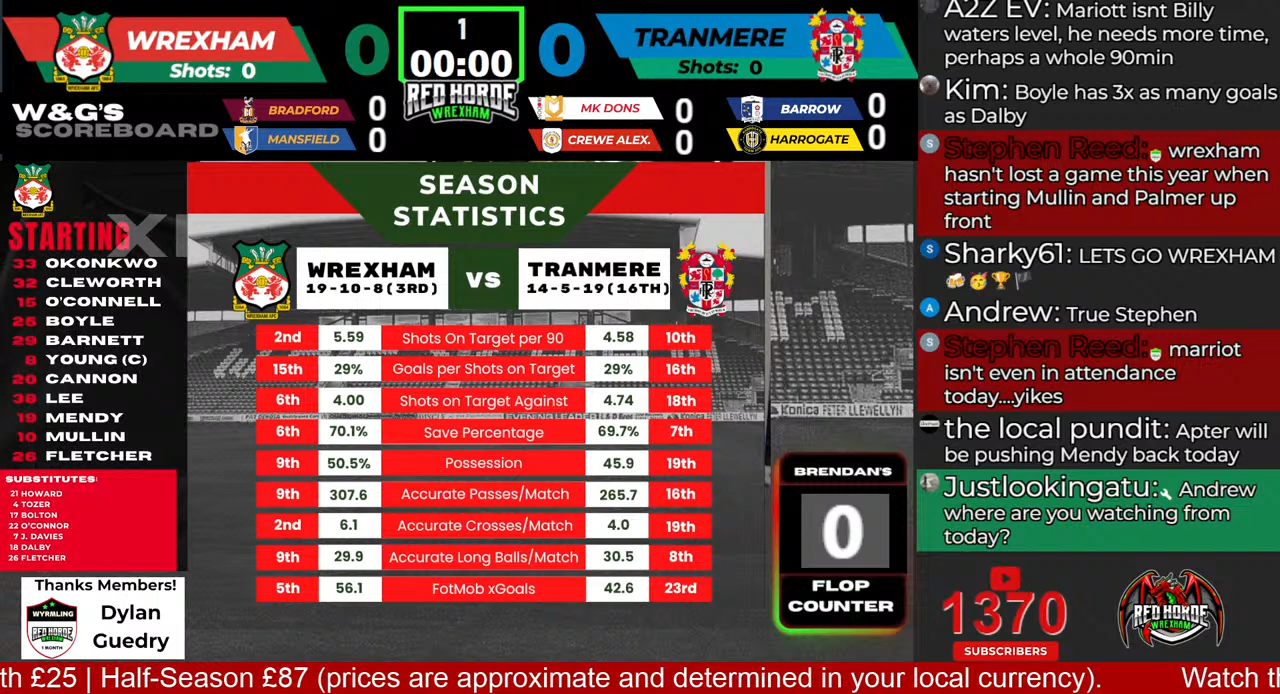 WREXHAM
Shots: 0
0
1
00:00
RED HORDE
WREXHAM
0
TRANMERE
Shots: 0
W&G'S
SCOREBOARD
BRADFORD 0
MANSFIELD 0
MK DONS 0
CREWE ALEX. 0
BARROW 0
HARROGATE 0
STARTING XI
33 OKONKWO
32 CLEWORTH
15 O'CONNELL
25 BOYLE
29 BARNETT
8 YOUNG (C)
20 CANNON
38 LEE
19 MENDY
10 MULLIN
26 FLETCHER
SUBSTITUTES:
21 HOWARD
4 TOZER
17 BOLTON
22 O'CONNOR
7 J. DAVIES
18 DALBY
26 FLETCHER
Thanks Members!
WYRMLING
RED HORDE
WREXHAM
1 MONTH
Dylan
Guedry
SEASON
STATISTICS
WREXHAM
19-10-8(3RD)
VS
TRANMERE
14-5-19(16TH)
2nd 5.59 Shots On Target per 90 4.58 10th
15th 29% Goals per Shots on Target 29% 16th
6th 4.00 Shots on Target Against 4.74 18th
6th 70.1% Save Percentage 69.7% 7th
9th 50.5% Possession 45.9 19th
9th 307.6 Accurate Passes/Match 265.7 16th
2nd 6.1 Accurate Crosses/Match 4.0 19th
9th 29.9 Accurate Long Balls/Match 30.5 8th
5th 56.1 FotMob xGoals 42.6 23rd
Konica PETER LLEWELLYN
BRENDAN'S
0
FLOP
COUNTER
A2Z EV: Mariott isnt Billy
waters level, he needs more time,
perhaps a whole 90min
Kim: Boyle has 3x as many goals
as Dalby
Stephen Reed: wrexham
hasn't lost a game this year when
starting Mullin and Palmer up
front
Sharky61: LETS GO WREXHAM
🍻🥳🏆🏴
Andrew: True Stephen
Stephen Reed: marriot
isn't even in attendance
today....yikes
the local pundit: Apter will
be pushing Mendy back today
Justlookingatu: Andrew
where are you watching from
today?
1370
SUBSCRIBERS
RED HORDE
WREXHAM
th £25 | Half-Season £87 (prices are approximate and determined in your local currency). Watch th